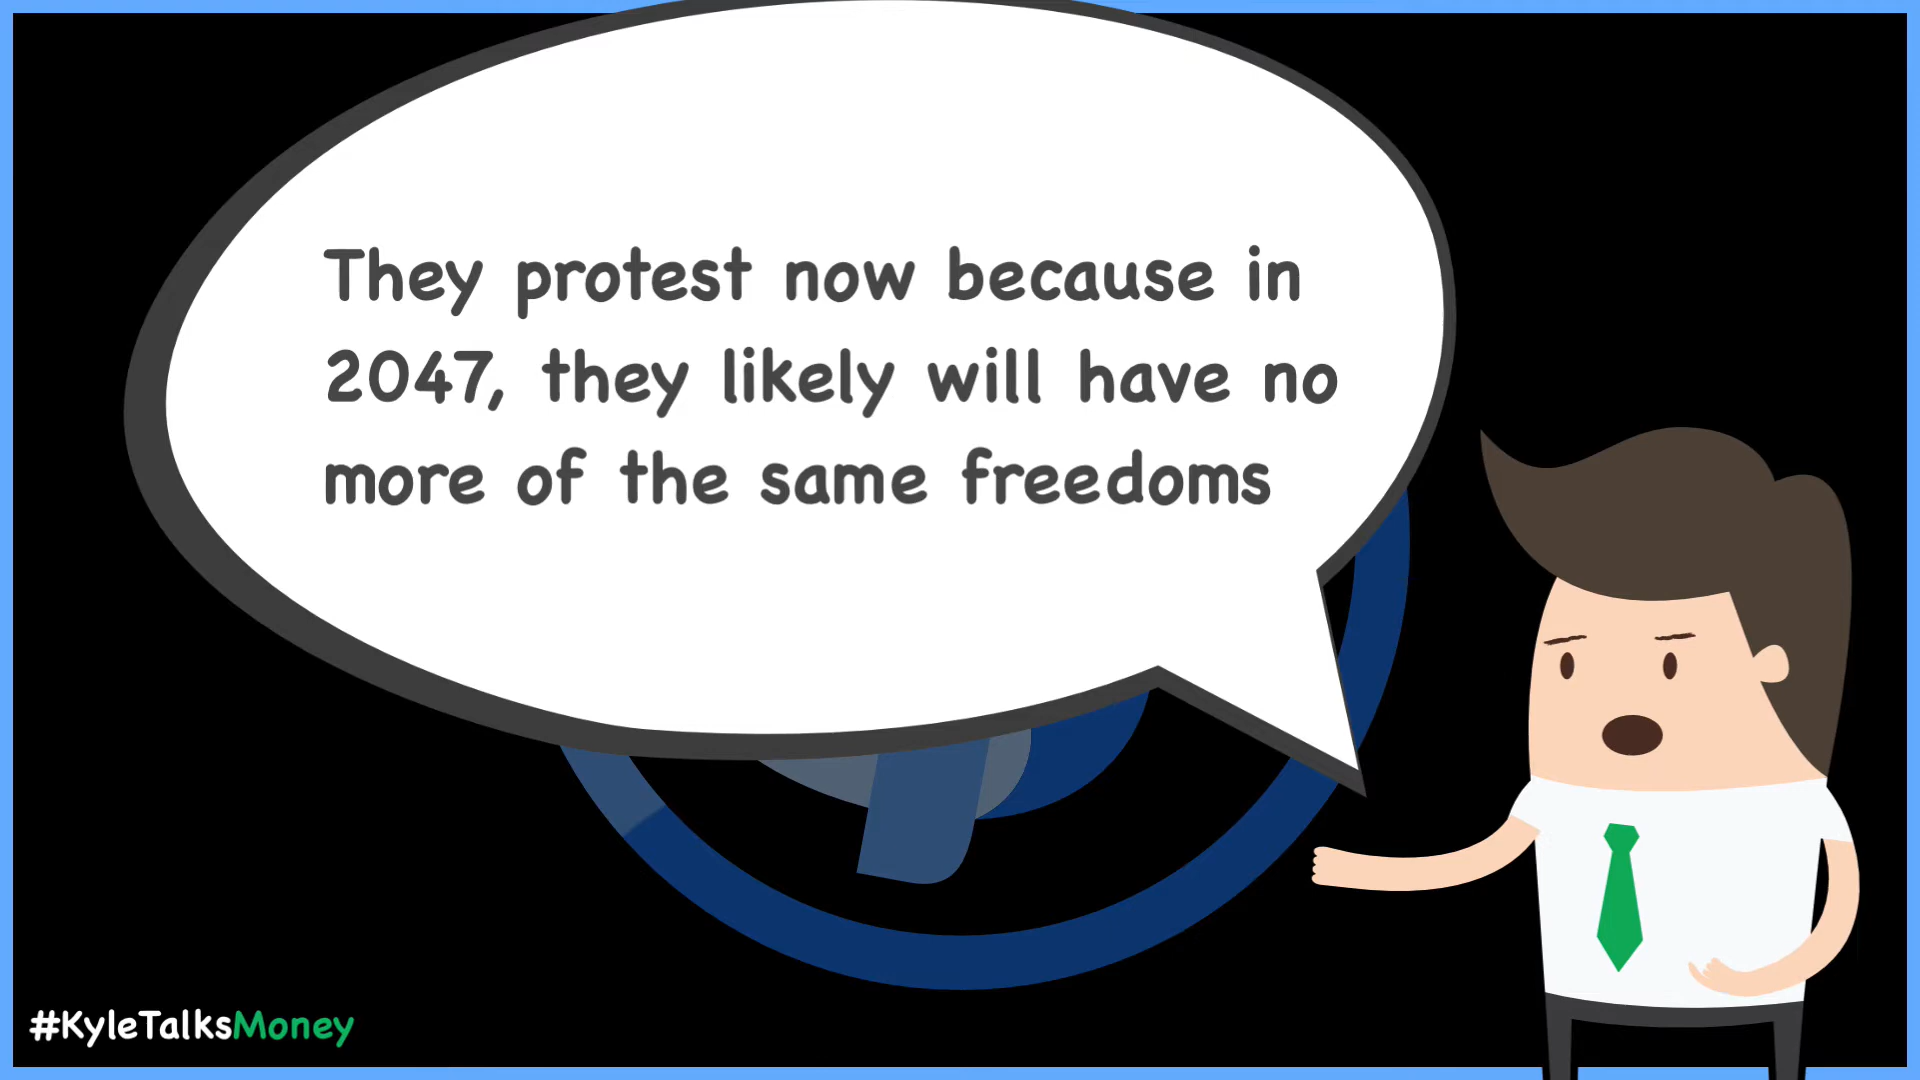 They protest now because in
2047, they likely will have no
more of the same freedoms
#KyleTalksMoney